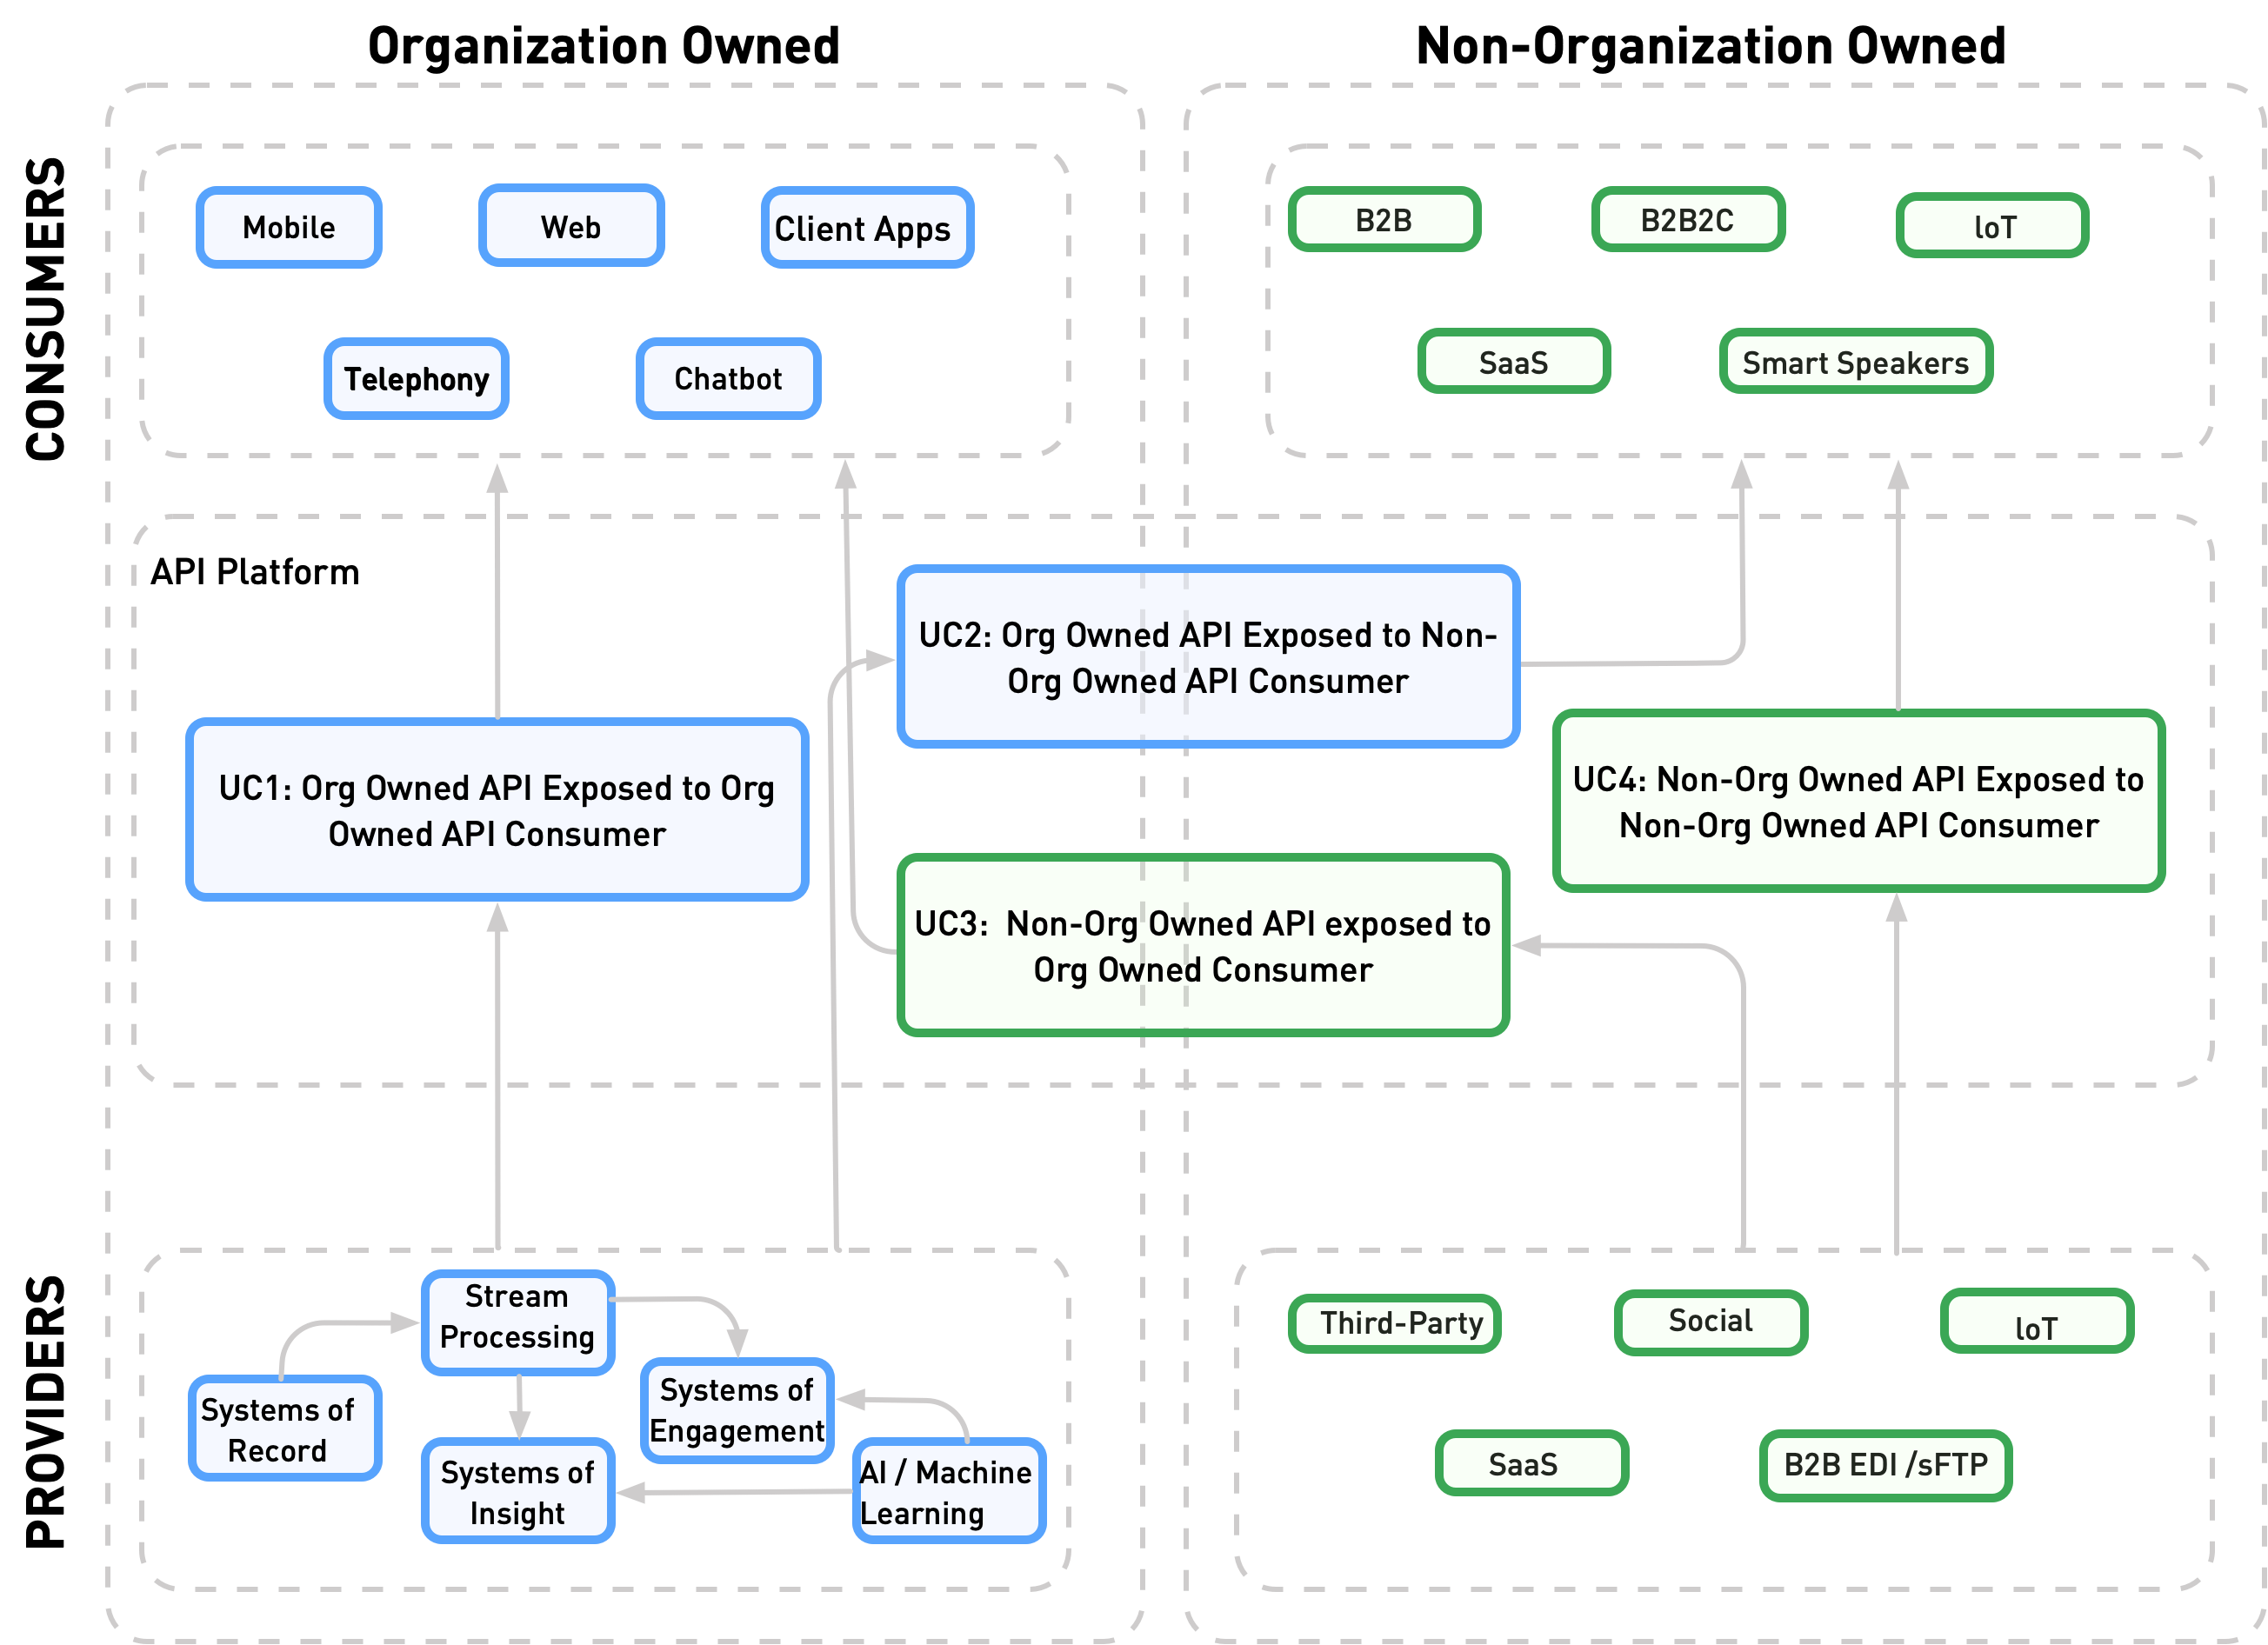 Organization Owned
Non-Organization Owned
CONSUMERS
Mobile
Web
Client Apps
Telephony
Chatbot
B2B
B2B2C
IoT
SaaS
Smart Speakers
API Platform
UC2: Org Owned API Exposed to Non-
Org Owned API Consumer
UC1: Org Owned API Exposed to Org
Owned API Consumer
UC4: Non-Org Owned API Exposed to
Non-Org Owned API Consumer
UC3:  Non-Org Owned API exposed to
Org Owned Consumer
PROVIDERS
Stream
Processing
Systems of
Record
Systems of
Engagement
Systems of
Insight
AI / Machine
Learning
Third-Party
Social
IoT
SaaS
B2B EDI /sFTP